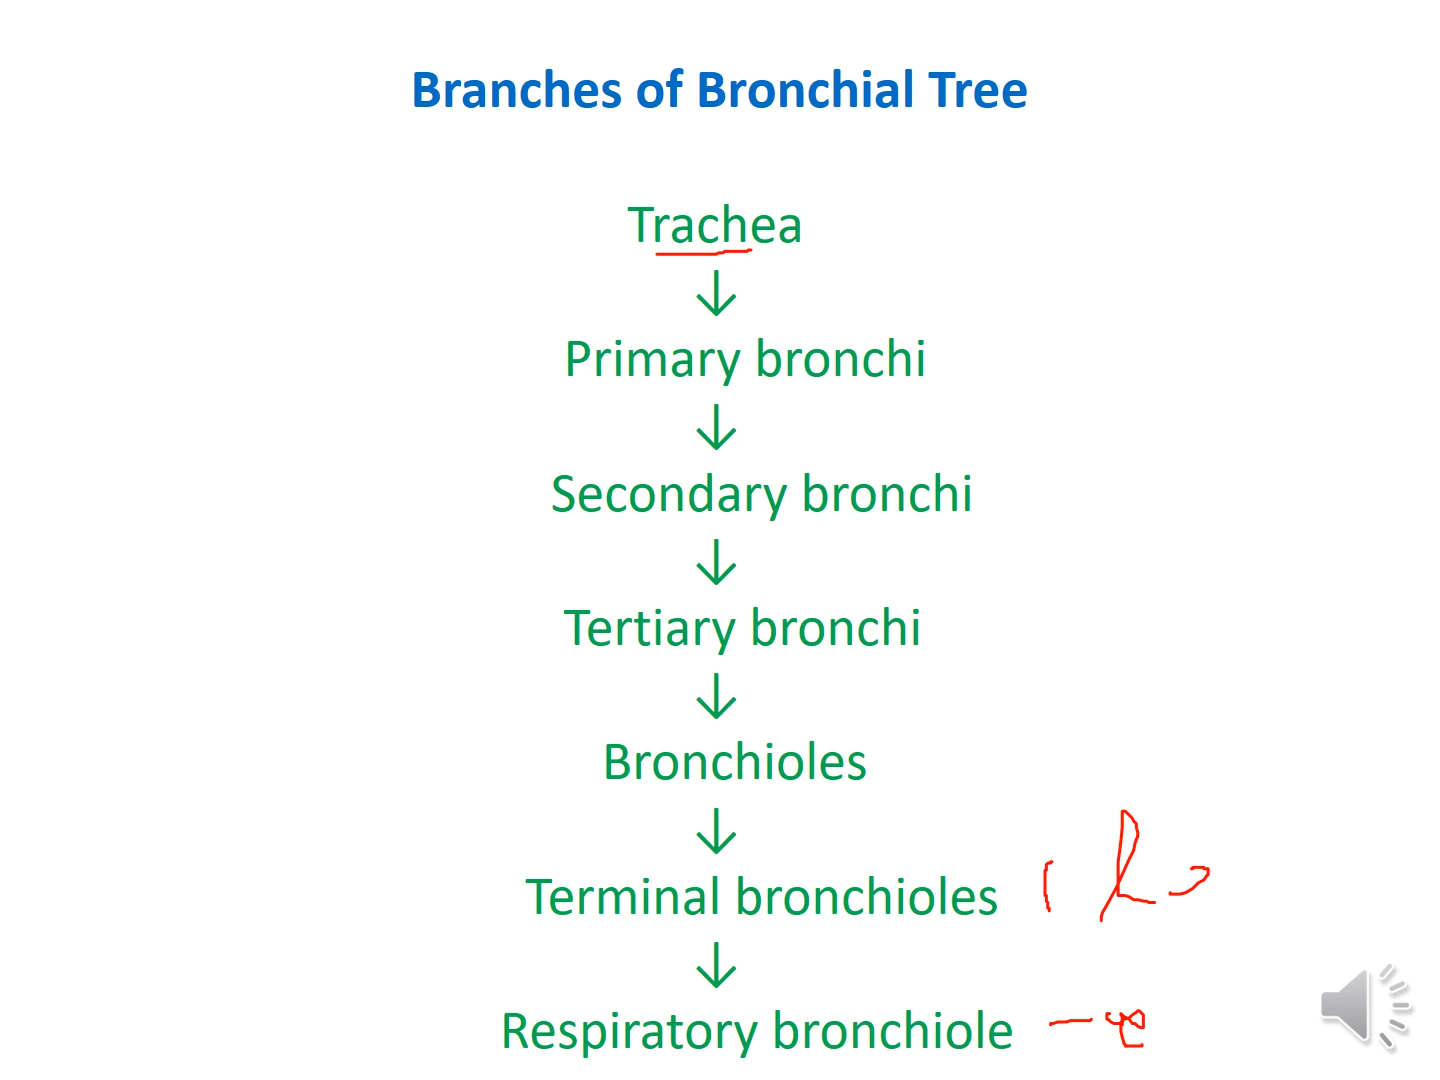 Branches of Bronchial Tree
Trachea
↓
Primary bronchi
↓
Secondary bronchi
↓
Tertiary bronchi
↓
Bronchioles
↓
Terminal bronchioles
↓
Respiratory bronchiole